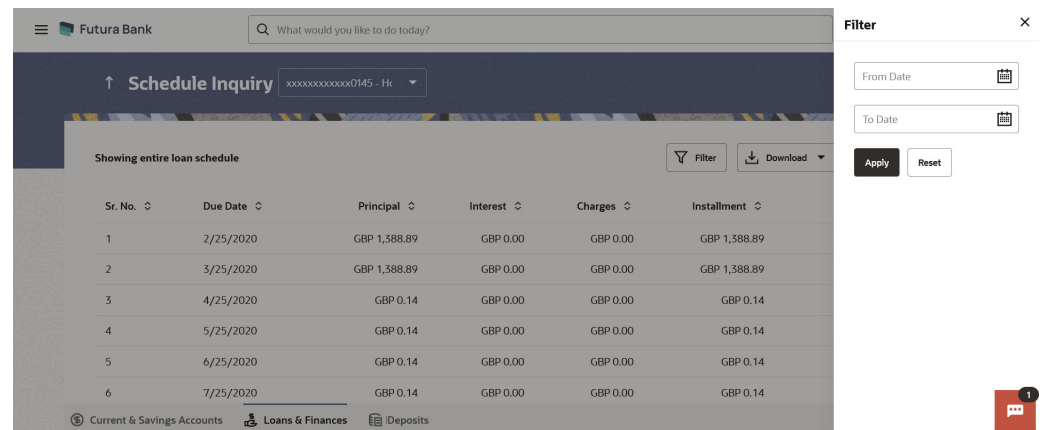 Futura Bank
What would you like to do today?
Filter
Schedule Inquiry
xxxxxxxxxxxx0145 - Hc
From Date
To Date
Apply Reset
Showing entire loan schedule
Filter Download
Sr. No. Due Date Principal Interest Charges Installment
1 2/25/2020 GBP 1,388.89 GBP 0.00 GBP 0.00 GBP 1,388.89
2 3/25/2020 GBP 1,388.89 GBP 0.00 GBP 0.00 GBP 1,388.89
3 4/25/2020 GBP 0.14 GBP 0.00 GBP 0.00 GBP 0.14
4 5/25/2020 GBP 0.14 GBP 0.00 GBP 0.00 GBP 0.14
5 6/25/2020 GBP 0.14 GBP 0.00 GBP 0.00 GBP 0.14
6 7/25/2020 GBP 0.14 GBP 0.00 GBP 0.00 GBP 0.14
Current & Savings Accounts Loans & Finances Deposits
1